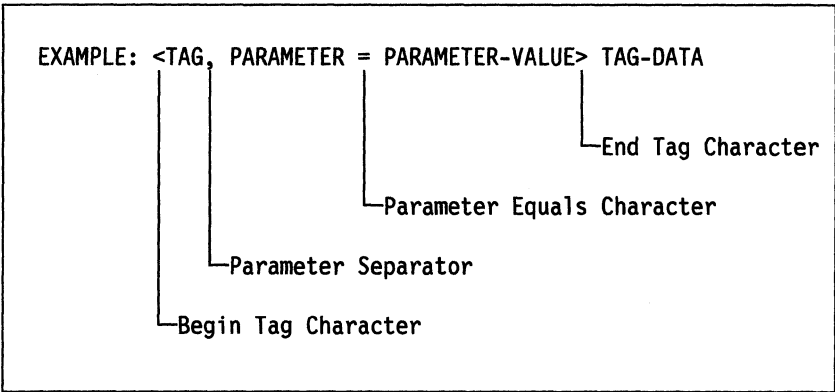 EXAMPLE: <TAG, PARAMETER = PARAMETER-VALUE> TAG-DATA
End Tag Character
Parameter Equals Character
Parameter Separator
Begin Tag Character